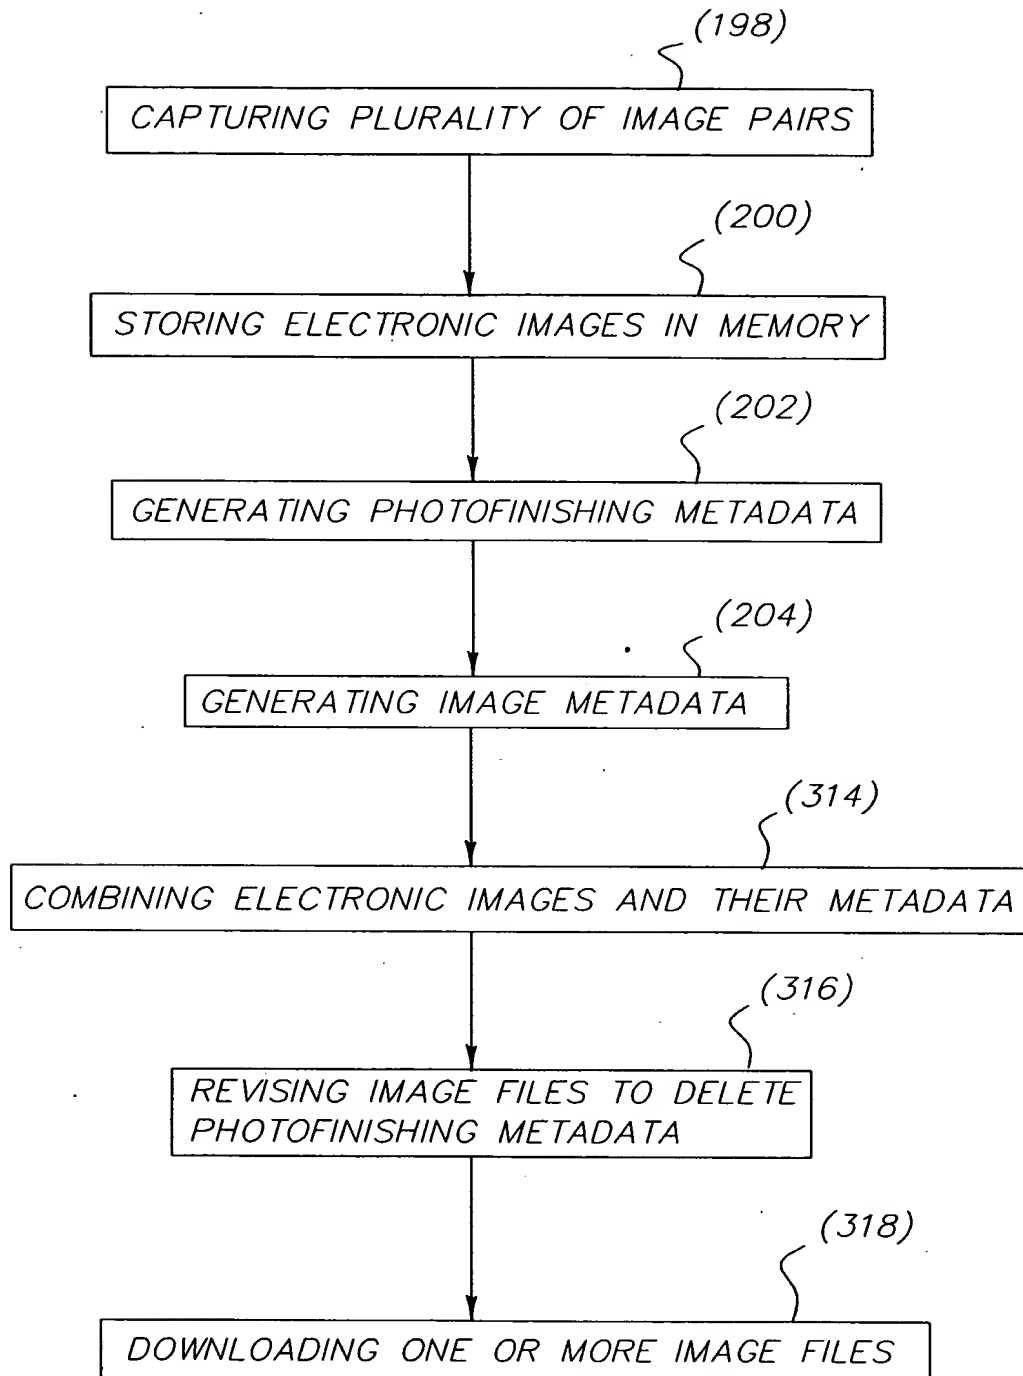 (198)
CAPTURING PLURALITY OF IMAGE PAIRS
(200)
STORING ELECTRONIC IMAGES IN MEMORY
(202)
GENERATING PHOTOFINISHING METADATA
(204)
GENERATING IMAGE METADATA
(314)
COMBINING ELECTRONIC IMAGES AND THEIR METADATA
(316)
REVISING IMAGE FILES TO DELETE
PHOTOFINISHING METADATA
(318)
DOWNLOADING ONE OR MORE IMAGE FILES